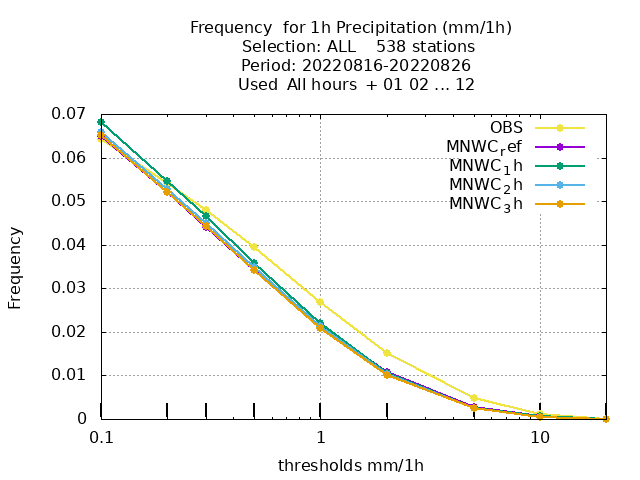 Frequency  for 1h Precipitation (mm/1h)
Selection: ALL    538 stations
Period: 20220816-20220826
Used  All hours  + 01 02 ... 12
0.07
0.06
0.05
0.04
0.03
0.02
0.01
0
Frequency
OBS
MNWC_ref
MNWC_1h
MNWC_2h
MNWC_3h
0.1 1 10
thresholds mm/1h